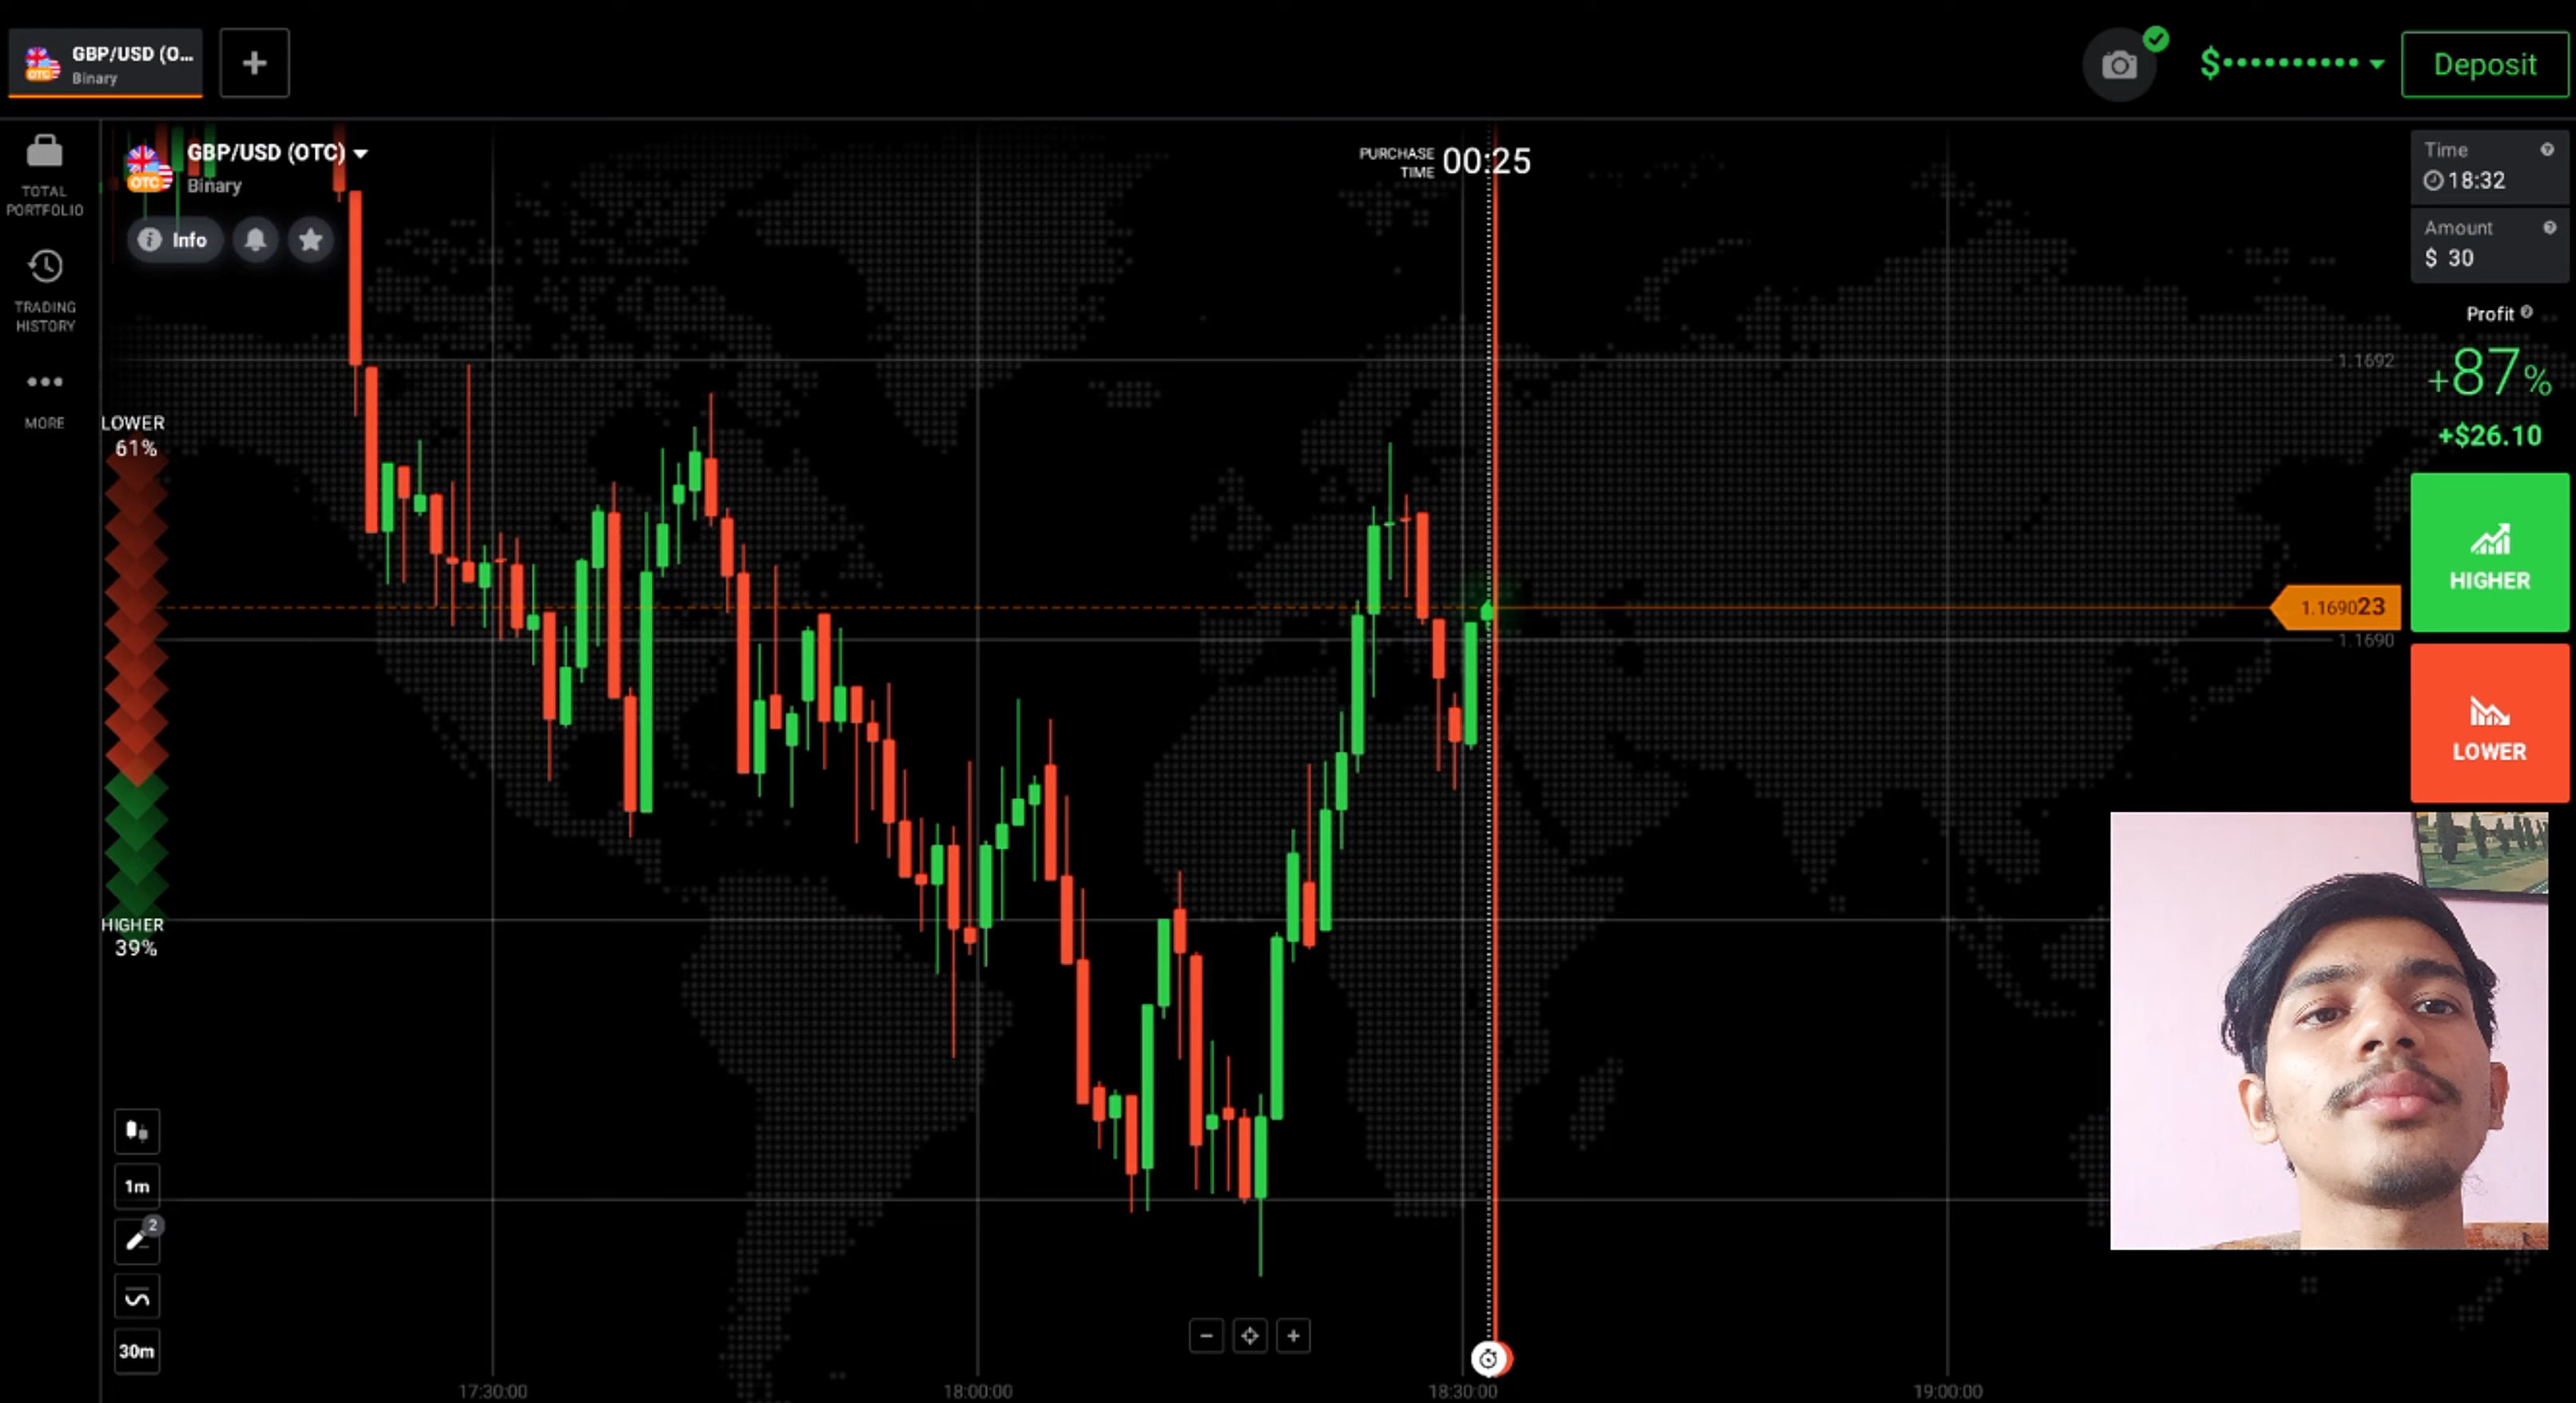 GBP/USD (O...
Binary
$
Deposit
TOTAL
PORTFOLIO
TRADING
HISTORY
MORE
OTC
GBP/USD (OTC)
Binary
Info
PURCHASE
TIME
00:25
LOWER
61%
HIGHER
39%
1m
2
30m
1.1692
1.169023
1.1690
17:30:00
18:00:00
18:30:00
19:00:00
Time
18:32
Amount
$ 30
Profit
+87%
+$26.10
HIGHER
LOWER